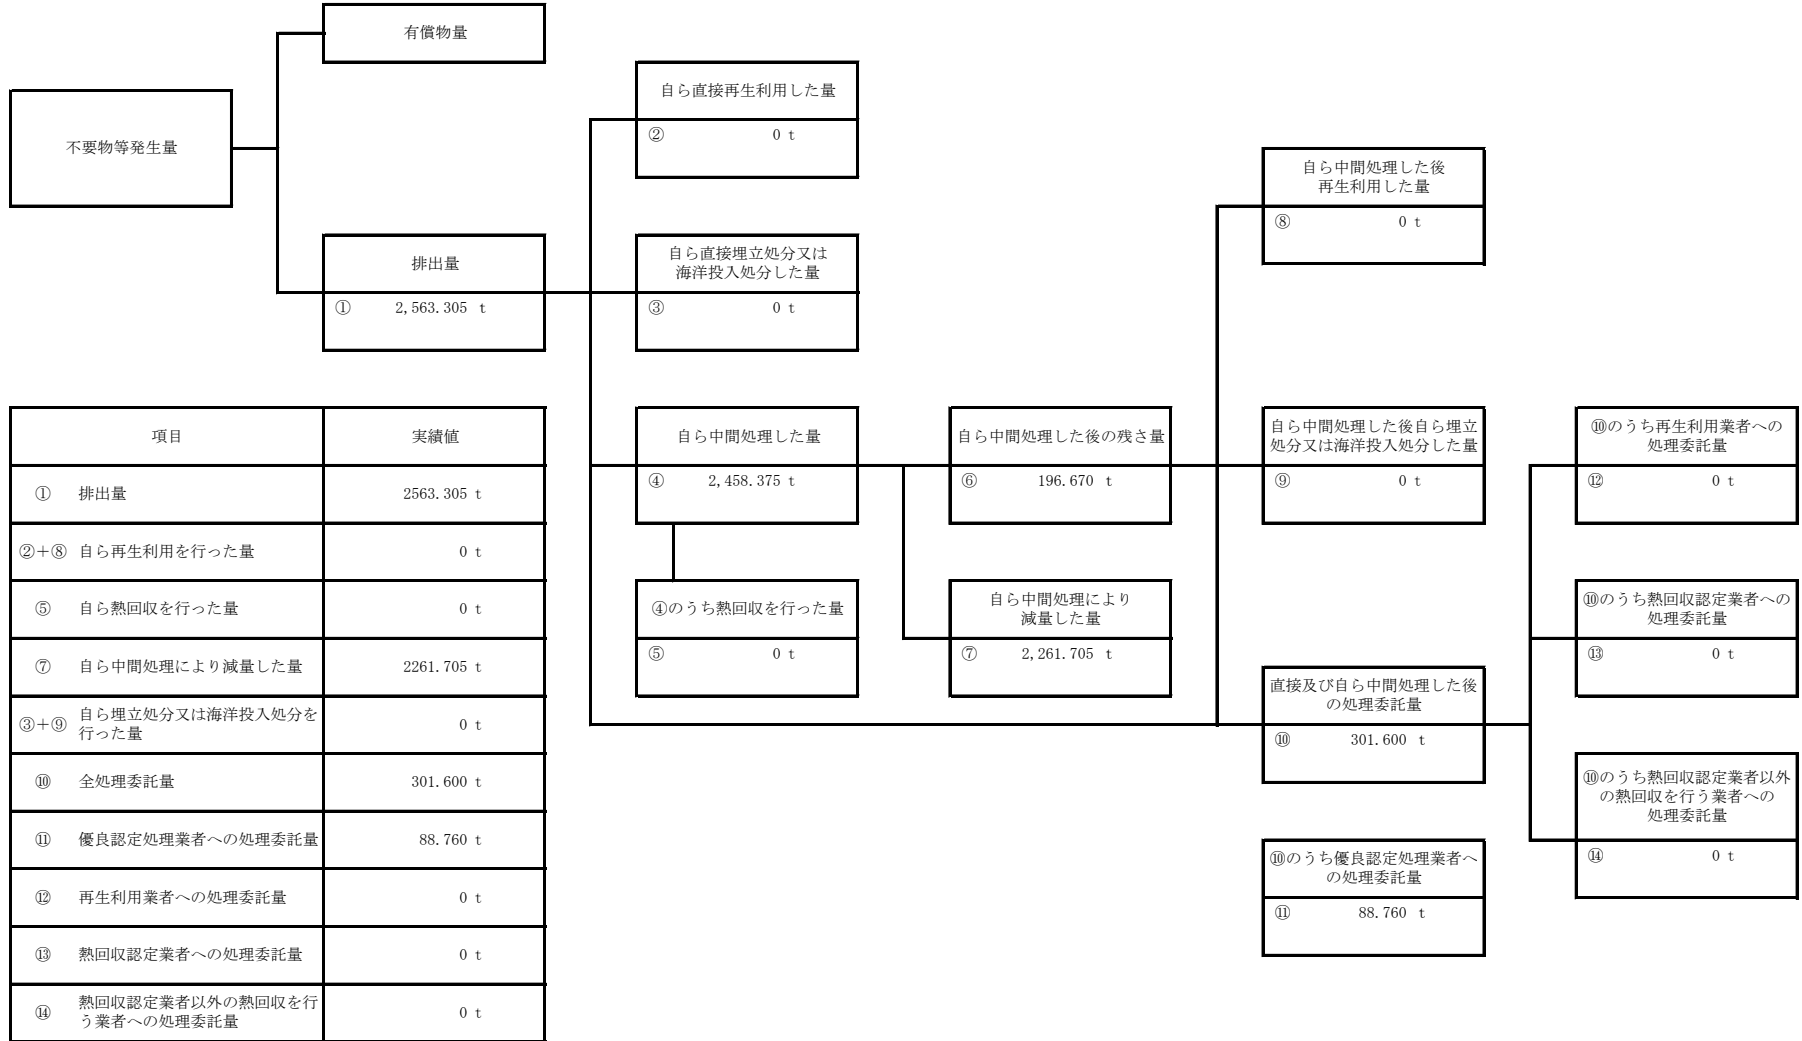 有償物量
不要物等発生量
排出量
① 2,563.305 t
自ら直接再生利用した量
② 0 t
自ら直接埋立処分又は
海洋投入処分した量
③ 0 t
自ら中間処理した量
④ 2,458.375 t
④のうち熱回収を行った量
⑤ 0 t
自ら中間処理した後の残さ量
⑥ 196.670 t
自ら中間処理により
減量した量
⑦ 2,261.705 t
自ら中間処理した後
再生利用した量
⑧ 0 t
自ら中間処理した後自ら埋立
処分又は海洋投入処分した量
⑨ 0 t
直接及び自ら中間処理した後
の処理委託量
⑩ 301.600 t
⑩のうち優良認定処理業者へ
の処理委託量
⑪ 88.760 t
⑩のうち再生利用業者への
処理委託量
⑫ 0 t
⑩のうち熱回収認定業者への
処理委託量
⑬ 0 t
⑩のうち熱回収認定業者以外
の熱回収を行う業者への
処理委託量
⑭ 0 t
項目 実績値
① 排出量 2563.305 t
②+⑧ 自ら再生利用を行った量 0 t
⑤ 自ら熱回収を行った量 0 t
⑦ 自ら中間処理により減量した量 2261.705 t
③+⑨ 自ら埋立処分又は海洋投入処分を
行った量 0 t
⑩ 全処理委託量 301.600 t
⑪ 優良認定処理業者への処理委託量 88.760 t
⑫ 再生利用業者への処理委託量 0 t
⑬ 熱回収認定業者への処理委託量 0 t
⑭ 熱回収認定業者以外の熱回収を行
う業者への処理委託量 0 t